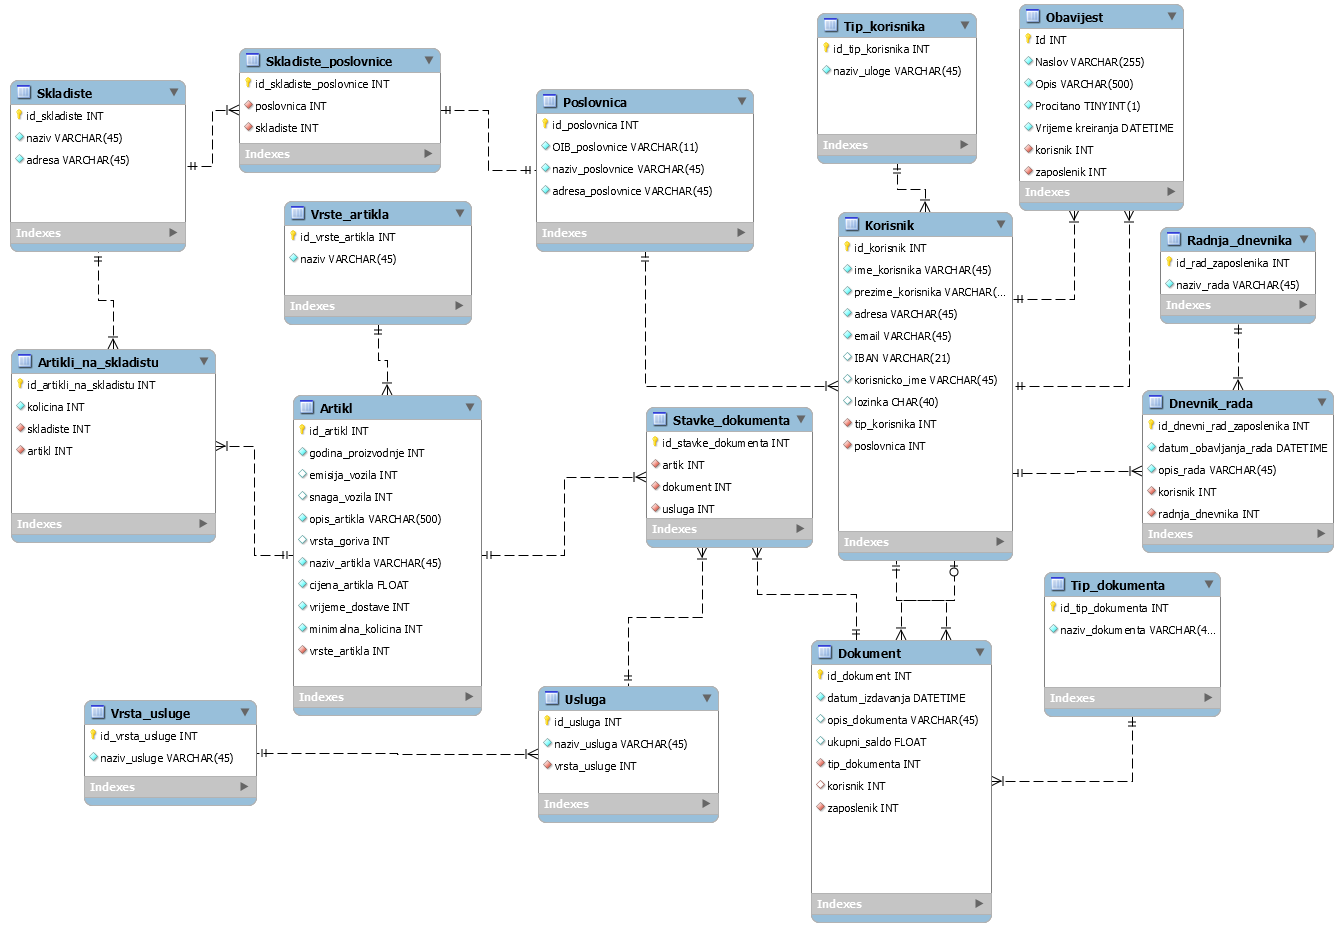 Skladiste
id_skladiste INT
naziv VARCHAR(45)
adresa VARCHAR(45)
Indexes
Skladiste_poslovnice
id_skladiste_poslovnice INT
poslovnica INT
skladiste INT
Indexes
Poslovnica
id_poslovnica INT
OIB_poslovnice VARCHAR(11)
naziv_poslovnice VARCHAR(45)
adresa_poslovnice VARCHAR(45)
Indexes
Tip_korisnika
id_tip_korisnika INT
naziv_uloge VARCHAR(45)
Indexes
Obavijest
Id INT
Naslov VARCHAR(255)
Opis VARCHAR(500)
Procitano TINYINT(1)
Vrijeme kreiranja DATETIME
korisnik INT
zaposlenik INT
Indexes
Vrste_artikla
id_vrste_artikla INT
naziv VARCHAR(45)
Indexes
Korisnik
id_korisnik INT
ime_korisnika VARCHAR(45)
prezime_korisnika VARCHAR(...
adresa VARCHAR(45)
email VARCHAR(45)
IBAN VARCHAR(21)
korisnicko_ime VARCHAR(45)
lozinka CHAR(40)
tip_korisnika INT
poslovnica INT
Indexes
Radnja_dnevnika
id_rad_zaposlenika INT
naziv_rada VARCHAR(45)
Indexes
Artikli_na_skladistu
id_artikli_na_skladistu INT
kolicina INT
skladiste INT
artikl INT
Indexes
Artikl
id_artikl INT
godina_proizvodnje INT
emisija_vozila INT
snaga_vozila INT
opis_artikla VARCHAR(500)
vrsta_goriva INT
naziv_artikla VARCHAR(45)
cijena_artikla FLOAT
vrijeme_dostave INT
minimalna_kolicina INT
vrste_artikla INT
Indexes
Stavke_dokumenta
id_stavke_dokumenta INT
artik INT
dokument INT
usluga INT
Indexes
Dnevnik_rada
id_dnevni_rad_zaposlenika INT
datum_obavljanja_rada DATETIME
opis_rada VARCHAR(45)
korisnik INT
radnja_dnevnika INT
Indexes
Tip_dokumenta
id_tip_dokumenta INT
naziv_dokumenta VARCHAR(4...
Indexes
Dokument
id_dokument INT
datum_izdavanja DATETIME
opis_dokumenta VARCHAR(45)
ukupni_saldo FLOAT
tip_dokumenta INT
korisnik INT
zaposlenik INT
Indexes
Vrsta_usluge
id_vrsta_usluge INT
naziv_usluge VARCHAR(45)
Indexes
Usluga
id_usluga INT
naziv_usluga VARCHAR(45)
vrsta_usluge INT
Indexes